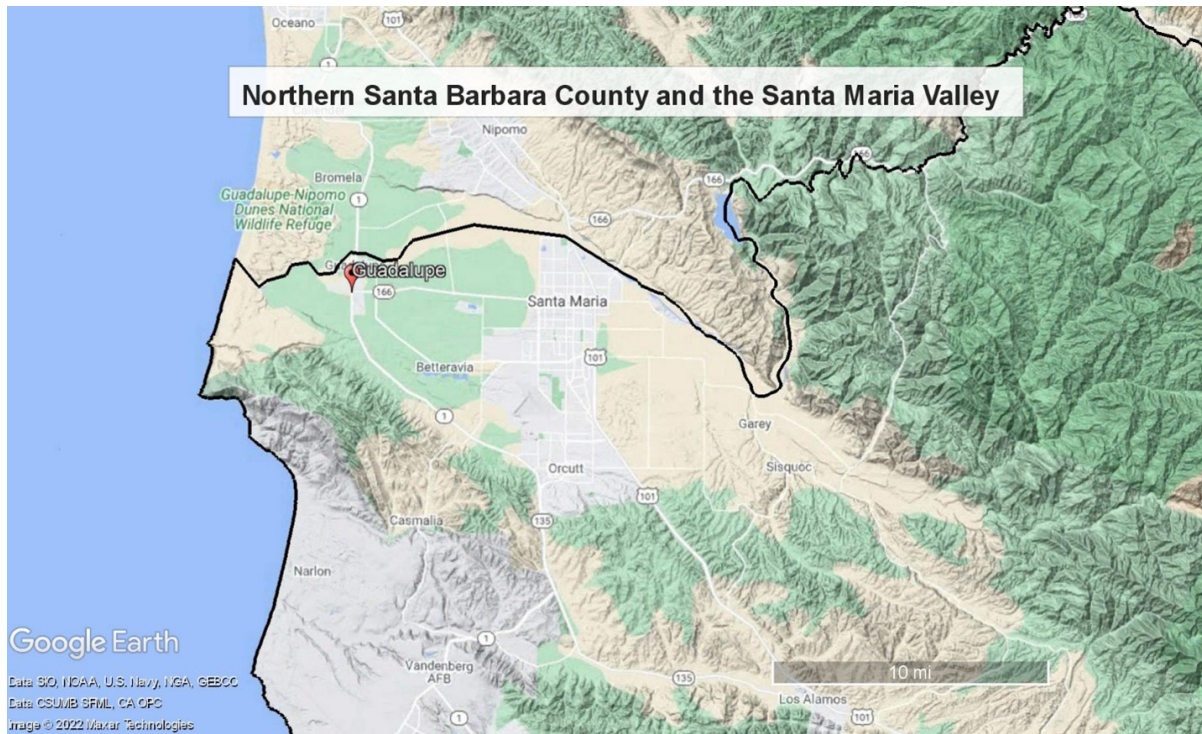 Oceano
101
166
1
Northern Santa Barbara County and the Santa Maria Valley
Nipomo
166
Bromela
166
Guadalupe-Nipomo
Dunes National
Wildlife Refuge
1
166
Guadalupe
166
Santa Maria
101
Betteravia
1
Garey
Orcutt
Sisquoc
101
Casmalia
135
Narlon
1
Google Earth
Vandenberg
AFB
10 mi
135
Data SIO, NOAA, U.S. Navy, NGA, GEBCO
Data CSUMB SFML, CA OPC
Image © 2022 Maxar Technologies
Los Alamos
1
101